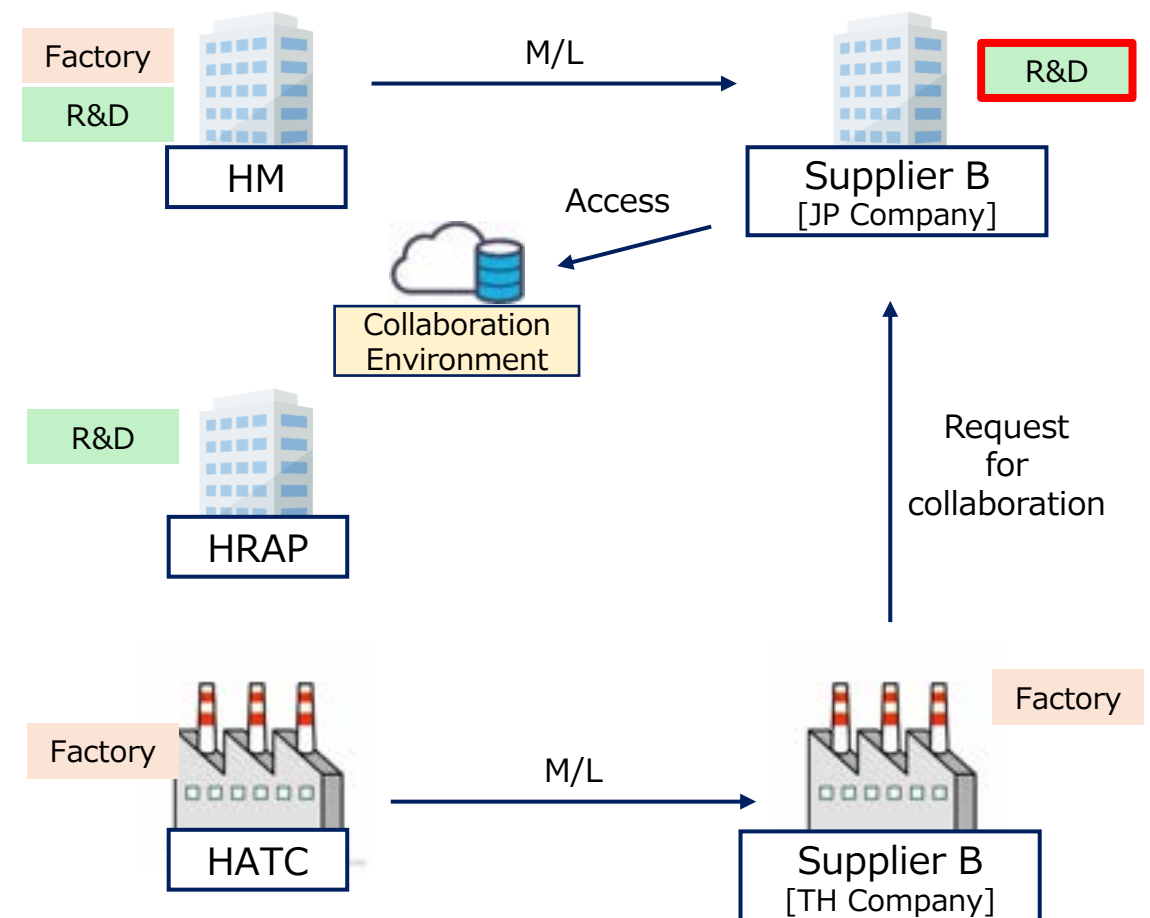 Factory
R&D
HM
M/L
R&D
Supplier B
[JP Company]
Access
Collaboration
Environment
R&D
HRAP
Request
for
collaboration
Factory
HATC
M/L
Factory
Supplier B
[TH Company]